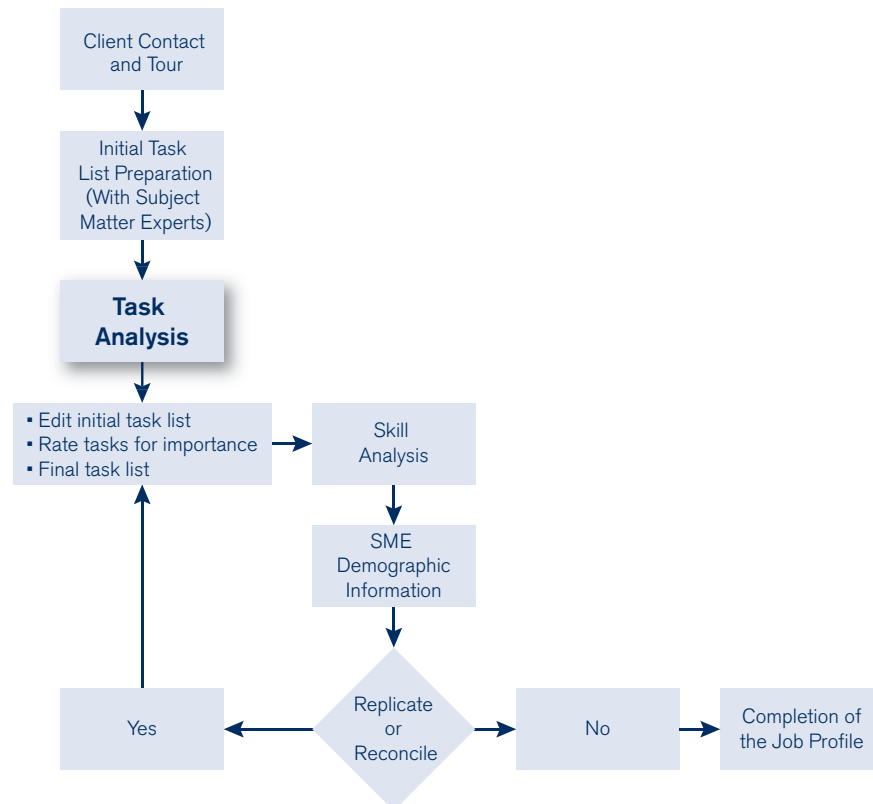 Client Contact
and Tour
Initial Task
List Preparation
(With Subject
Matter Experts)
Task
Analysis
▪ Edit initial task list
▪ Rate tasks for importance
▪ Final task list
Skill
Analysis
SME
Demographic
Information
Replicate
or
Reconcile
Yes
No
Completion of
the Job Profile